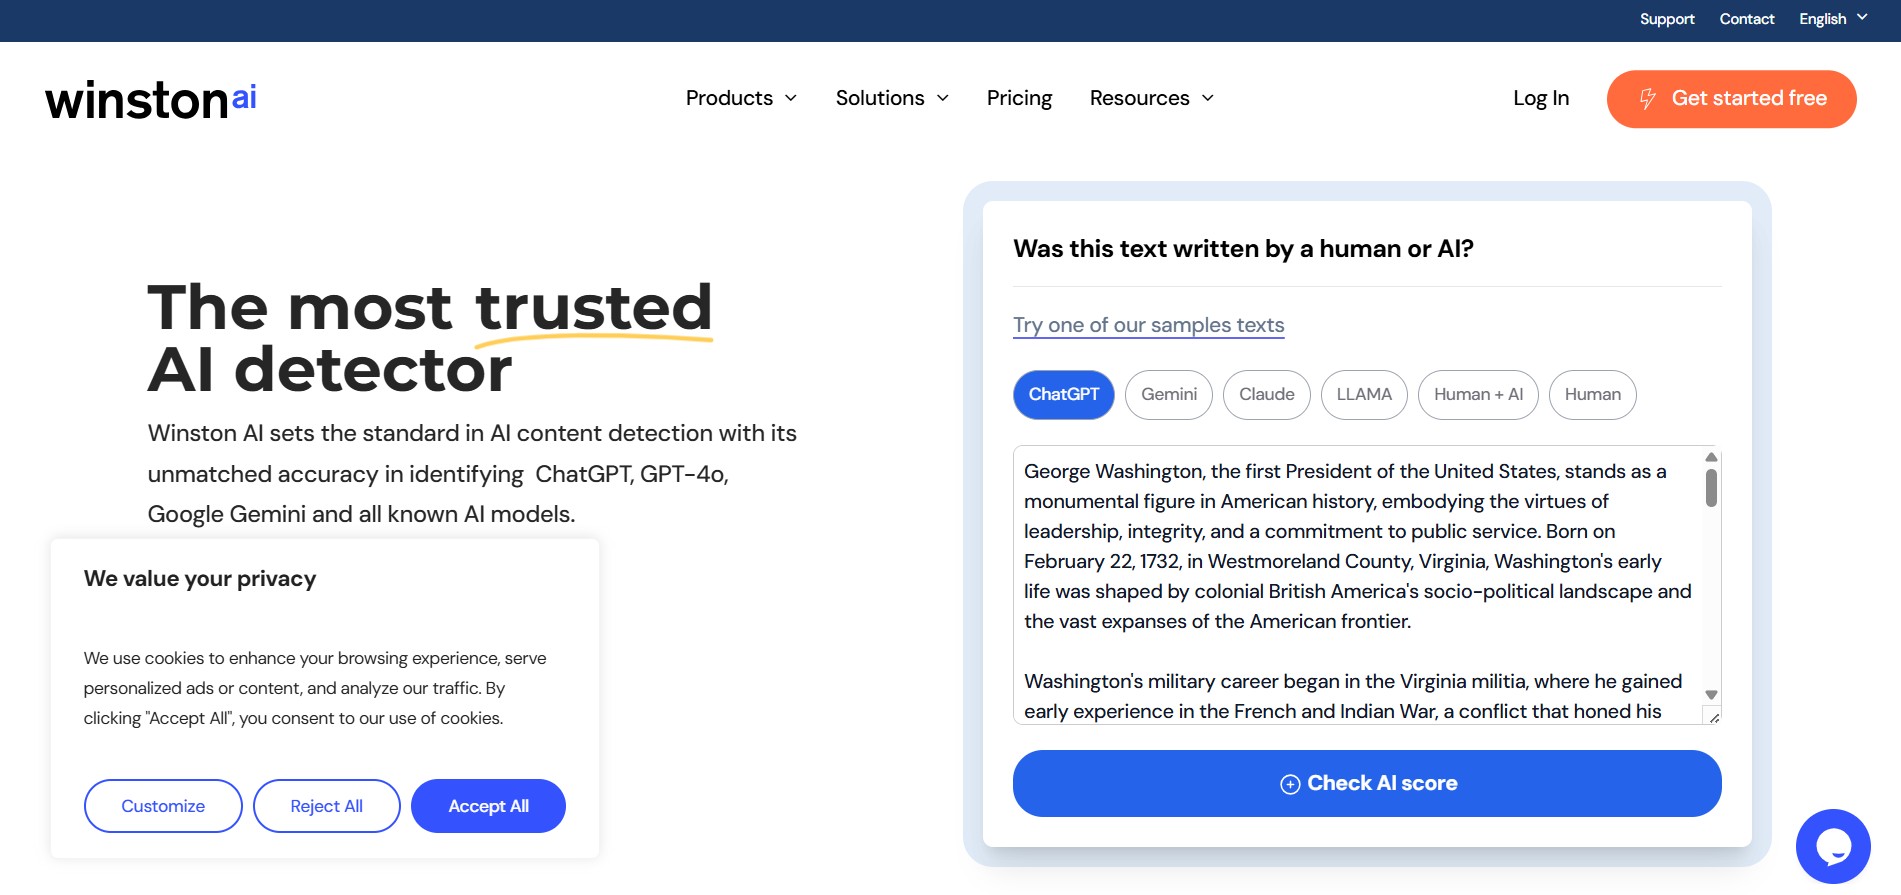 Support Contact English
winston ai
Products Solutions Pricing Resources Log In Get started free
The most trusted
AI detector
Winston AI sets the standard in AI content detection with its
unmatched accuracy in identifying ChatGPT, GPT-4o,
Google Gemini and all known AI models.
We value your privacy
We use cookies to enhance your browsing experience, serve
personalized ads or content, and analyze our traffic. By
clicking "Accept All", you consent to our use of cookies.
Customize Reject All Accept All
Was this text written by a human or AI?
Try one of our samples texts
ChatGPT Gemini Claude LLAMA Human + AI Human
George Washington, the first President of the United States, stands as a
monumental figure in American history, embodying the virtues of
leadership, integrity, and a commitment to public service. Born on
February 22, 1732, in Westmoreland County, Virginia, Washington's early
life was shaped by colonial British America's socio-political landscape and
the vast expanses of the American frontier.
Washington's military career began in the Virginia militia, where he gained
early experience in the French and Indian War, a conflict that honed his
Check AI score